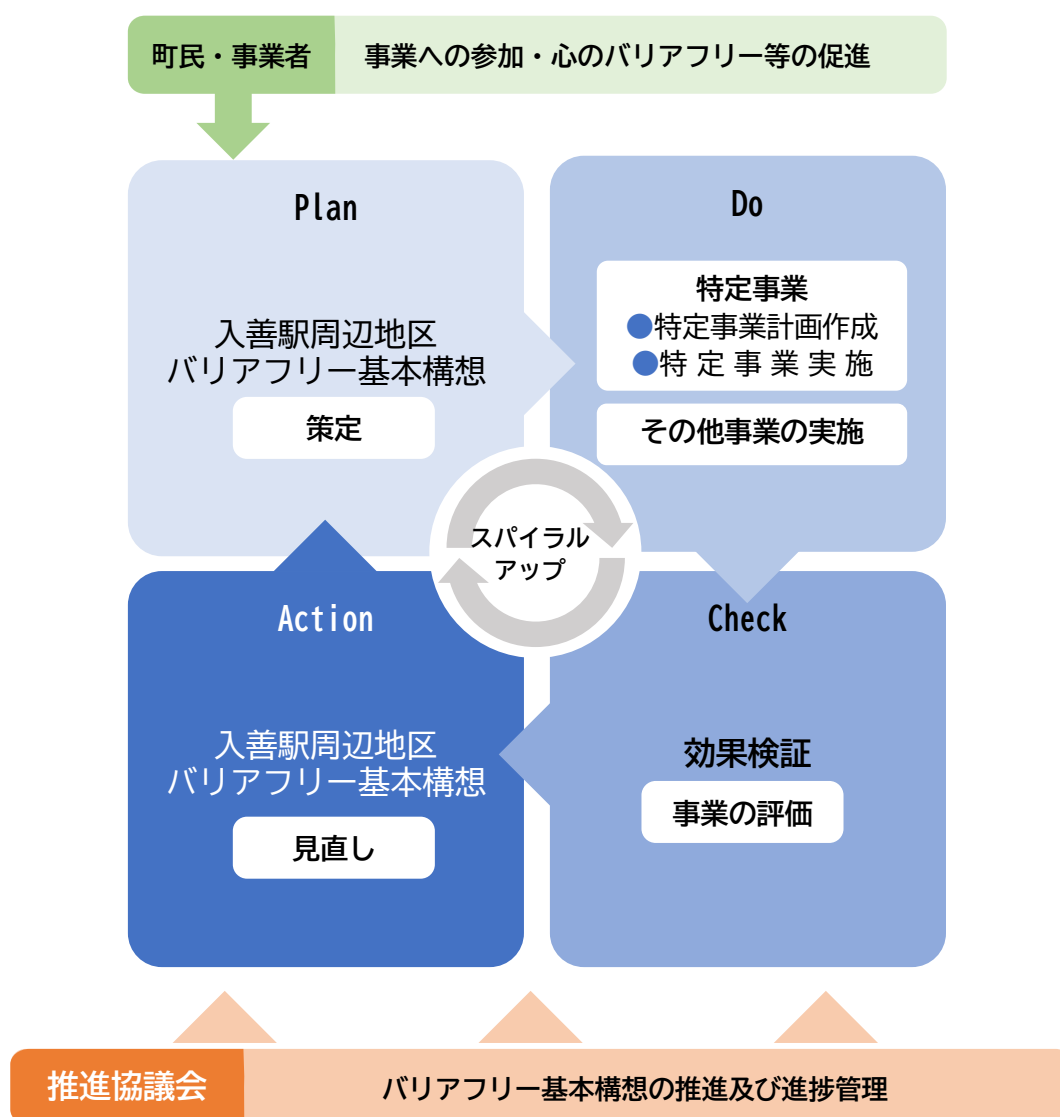 町民・事業者
事業への参加・心のバリアフリー等の促進
Plan
入善駅周辺地区
バリアフリー基本構想
策定
Do
特定事業
●特定事業計画作成
●特定事業実施
その他事業の実施
スパイラル
アップ
Action
入善駅周辺地区
バリアフリー基本構想
見直し
Check
効果検証
事業の評価
推進協議会
バリアフリー基本構想の推進及び進捗管理